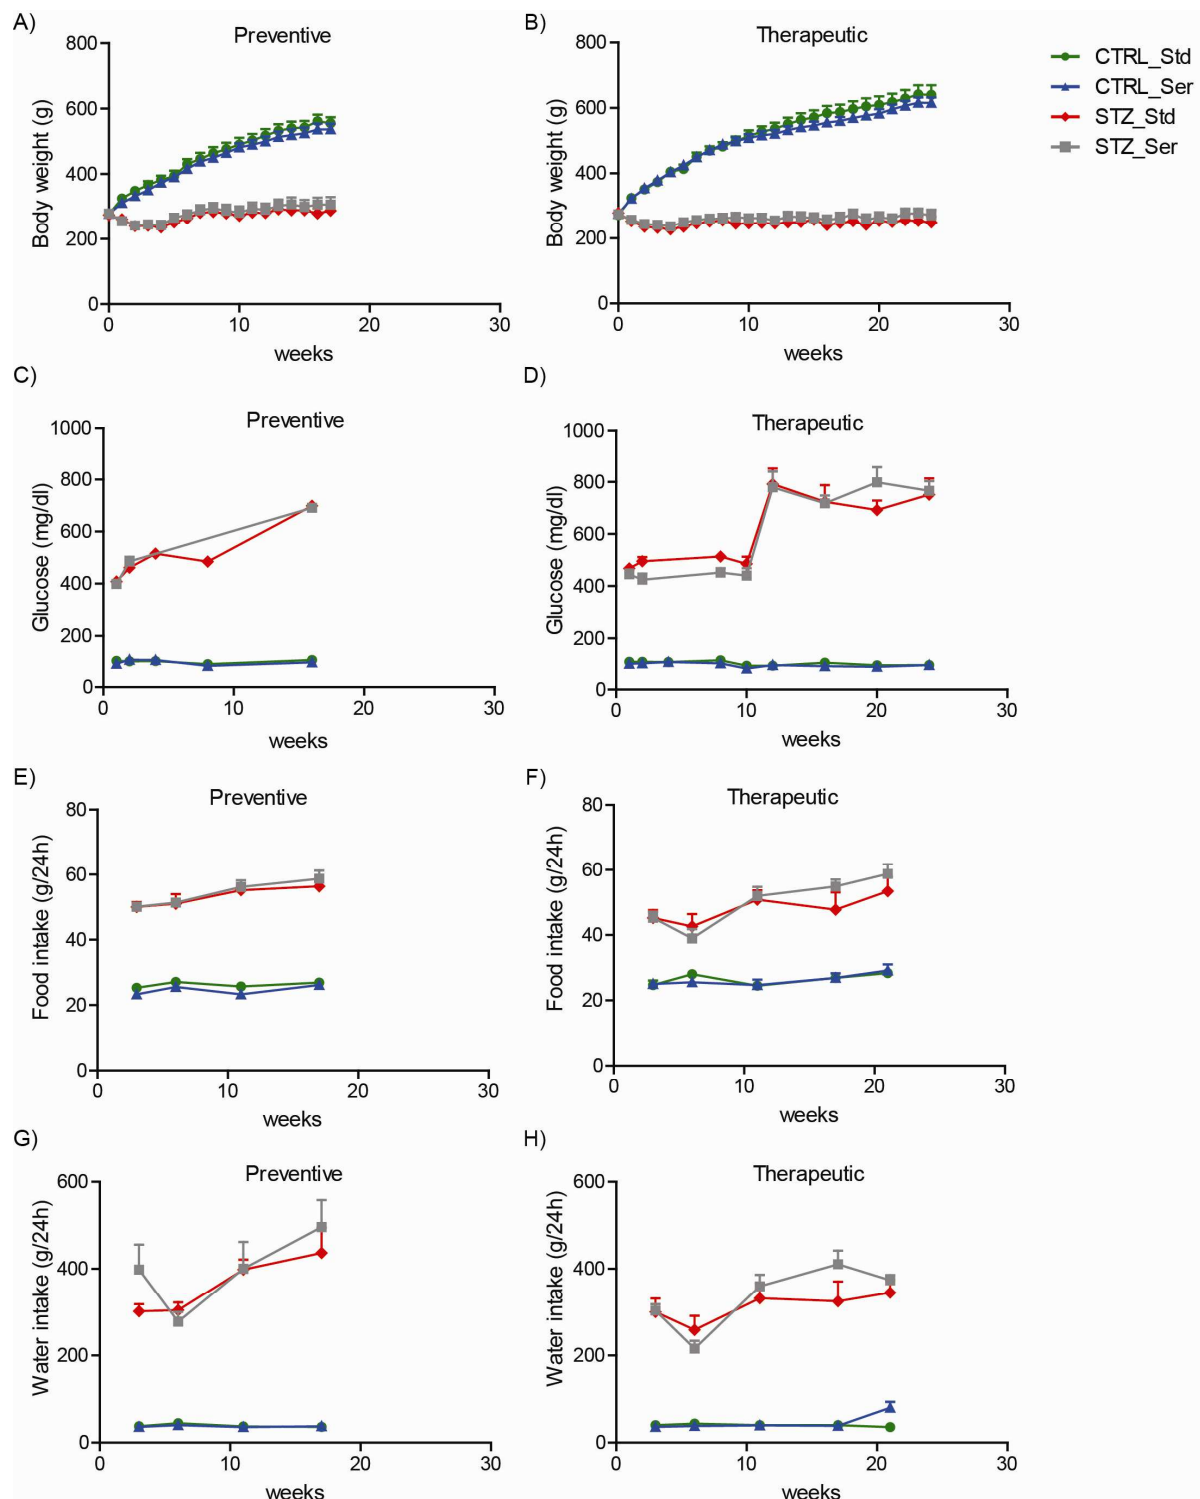 A)
Preventive
Body weight (g)
800
600
400
200
0
0 10 20 30
weeks
B)
Therapeutic
Body weight (g)
800
600
400
200
0
0 10 20 30
weeks
CTRL_Std
CTRL_Ser
STZ_Std
STZ_Ser
C)
Preventive
Glucose (mg/dl)
1000
800
600
400
200
0
0 10 20 30
weeks
D)
Therapeutic
Glucose (mg/dl)
1000
800
600
400
200
0
0 10 20 30
weeks
E)
Preventive
Food intake (g/24h)
80
60
40
20
0
0 10 20 30
weeks
F)
Therapeutic
Food intake (g/24h)
80
60
40
20
0
0 10 20 30
weeks
G)
Preventive
Water intake (g/24h)
600
400
200
0
0 10 20 30
weeks
H)
Therapeutic
Water intake (g/24h)
600
400
200
0
0 10 20 30
weeks